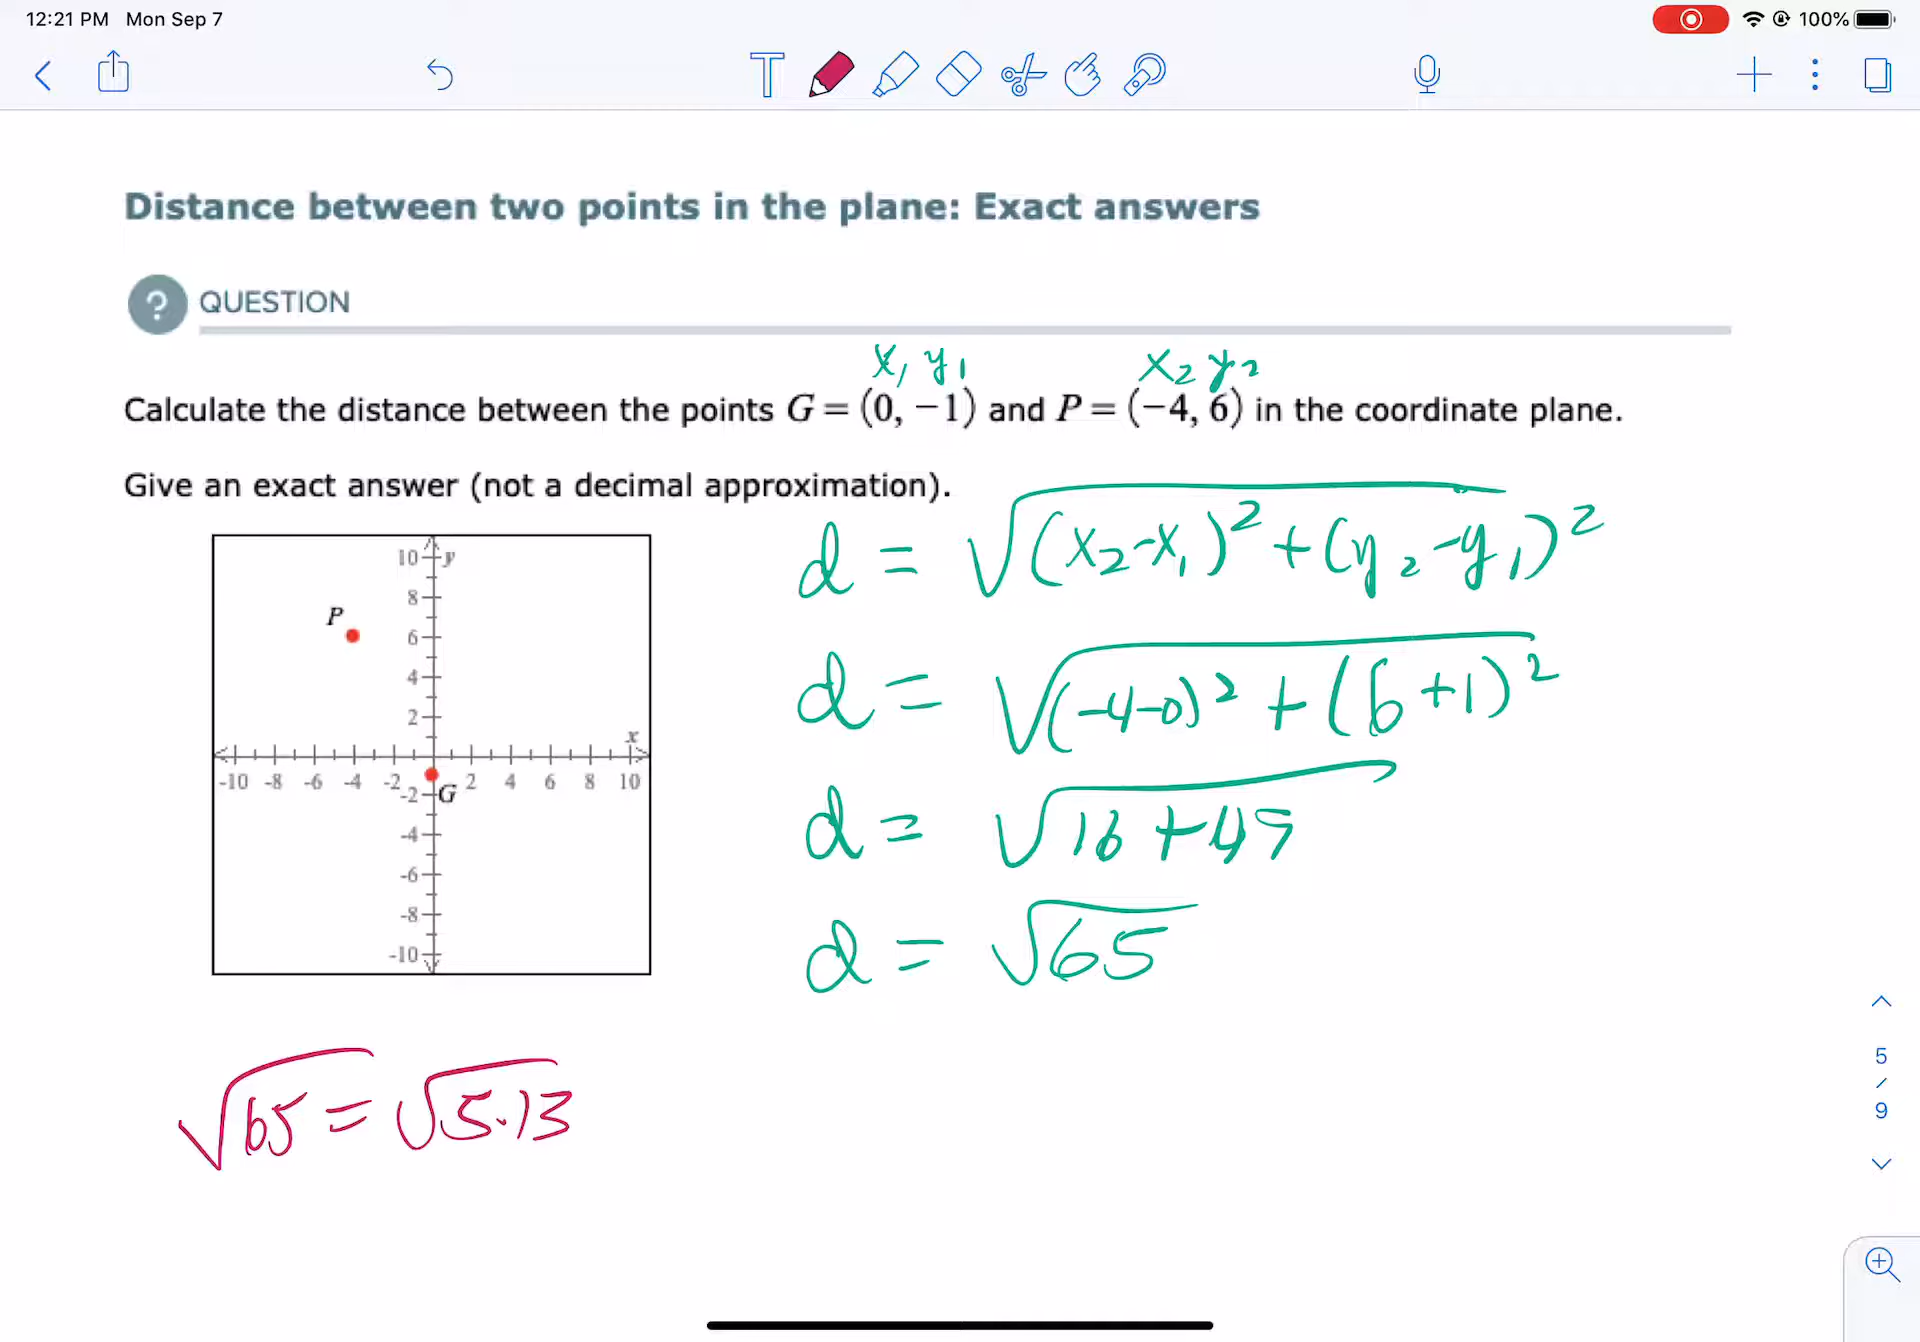 12:21 PM Mon Sep 7
100%
Distance between two points in the plane: Exact answers
? QUESTION
x₁ y₁ x₂ y₂
Calculate the distance between the points G = (0, −1) and P = (−4, 6) in the coordinate plane.
Give an exact answer (not a decimal approximation).
10 y
8
P
6
4
2
x
-10 -8 -6 -4 -2 2 4 6 8 10
-2 G
-4
-6
-8
-10
d = √(x₂-x₁)² + (y₂-y₁)²
d = √(-4-0)² + (6+1)²
d = √16 + 49
d = √65
√65 = √5·13
5
/
9